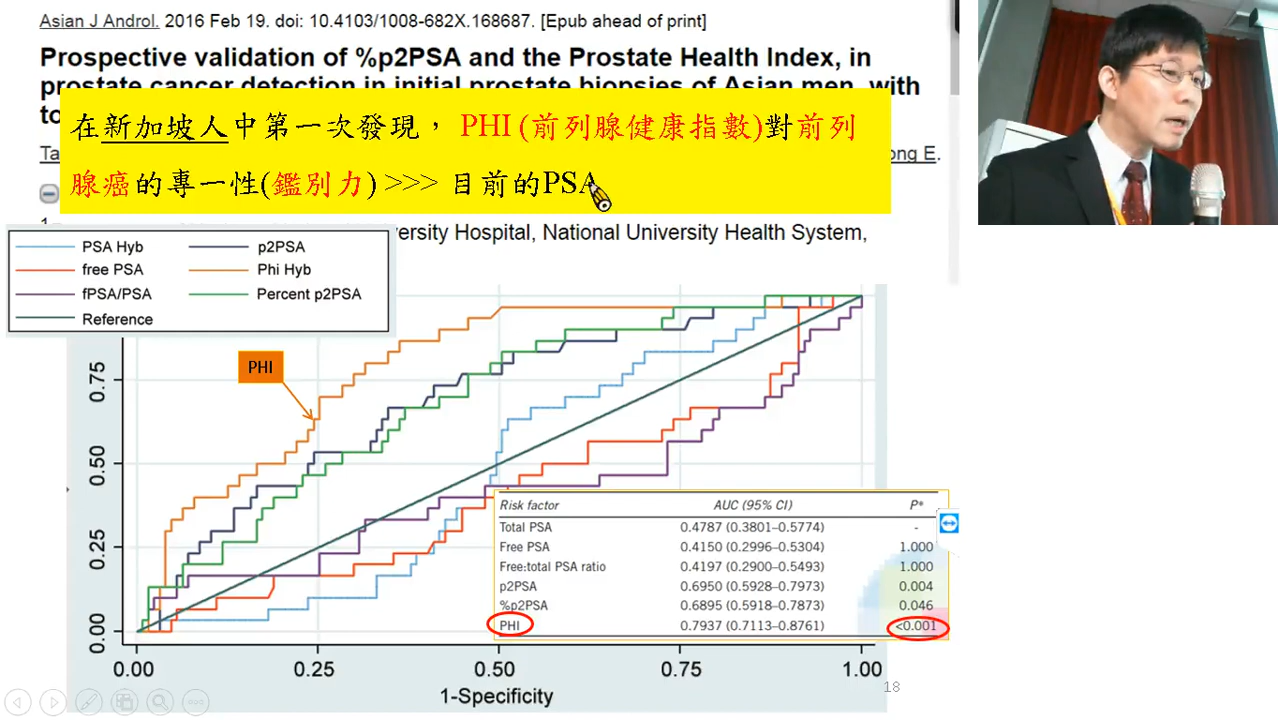 Asian J Androl. 2016 Feb 19. doi: 10.4103/1008-682X.168687. [Epub ahead of print]
Prospective validation of %p2PSA and the Prostate Health Index, in
prostate cancer detection in initial prostate biopsies of Asian men, with
to
在新加坡人中第一次發現， PHI (前列腺健康指數)對前列
腺癌的專一性(鑑別力) >>> 目前的PSA
Ta
ong E.
versity Hospital, National University Health System,
PSA Hyb
p2PSA
free PSA
Phi Hyb
fPSA/PSA
Percent p2PSA
Reference
PHI
0.75
0.50
0.25
0.00
Risk factor AUC (95% CI) P*
Total PSA 0.4787 (0.3801–0.5774) -
Free PSA 0.4150 (0.2996–0.5304) 1.000
Free:total PSA ratio 0.4197 (0.2900–0.5493) 1.000
p2PSA 0.6950 (0.5928–0.7973) 0.004
%p2PSA 0.6895 (0.5918–0.7873) 0.046
PHI 0.7937 (0.7113–0.8761) <0.001
0.00 0.25 0.50 0.75 1.00
1-Specificity
18